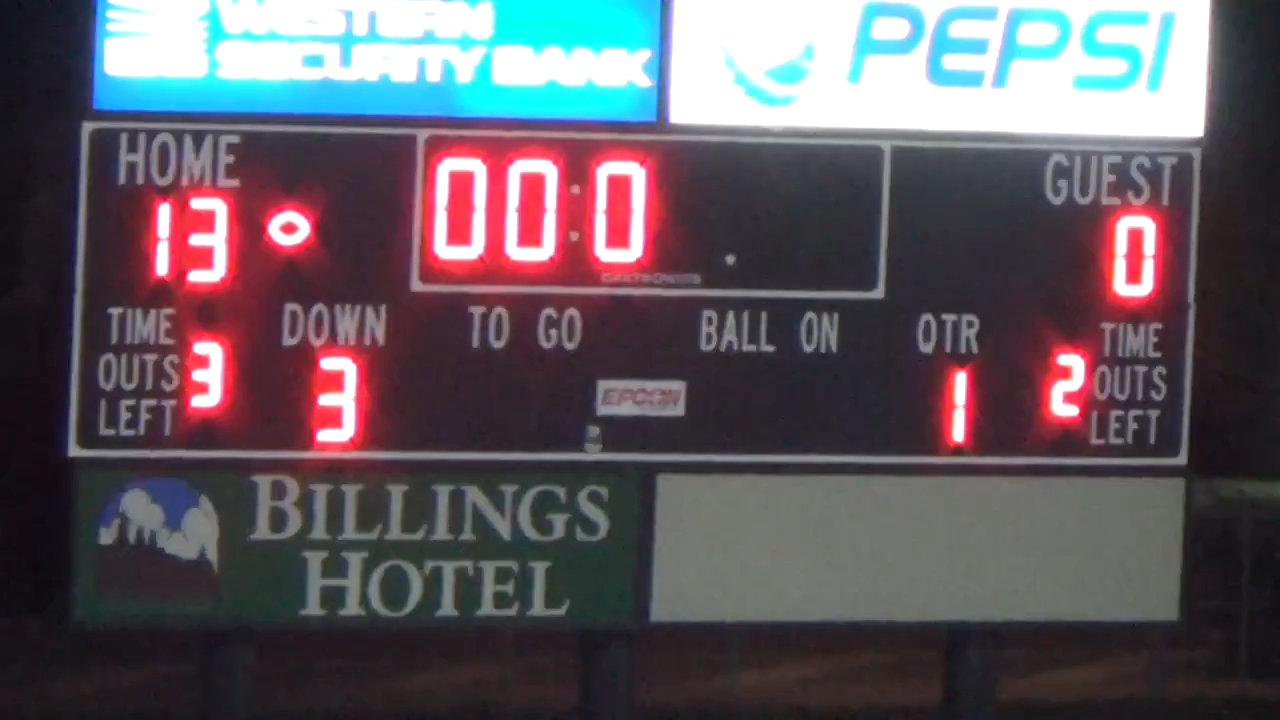 WESTERN
SECURITY BANK
PEPSI
HOME
GUEST
13
000:0
0
TIME
OUTS
LEFT
3
DOWN
3
TO GO
BALL ON
QTR
1
2
TIME
OUTS
LEFT
EPCON
BILLINGS
HOTEL